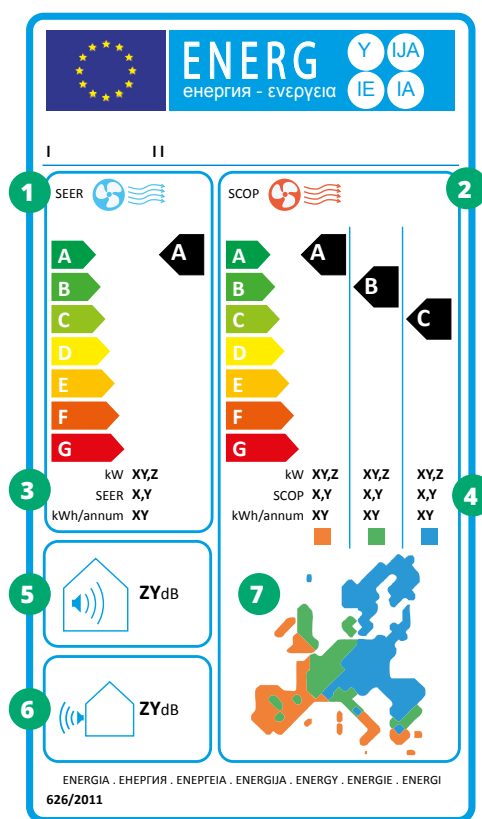 ENERG Y IJA
енергия - ενεργεια IE IA
I II
1 SEER SCOP 2
A A
B B
C C
D D
E E
F F
G G
A A
B
C
3 kW XY,Z
SEER X,Y
kWh/annum XY
kW XY,Z XY,Z XY,Z
SCOP X,Y X,Y X,Y 4
kWh/annum XY XY XY
5 ZYdB
7
6 ZYdB
ENERGIA . ЕНЕРГИЯ . ΕΝΕΡΓΕΙΑ . ENERGIJA . ENERGY . ENERGIE . ENERGI
626/2011